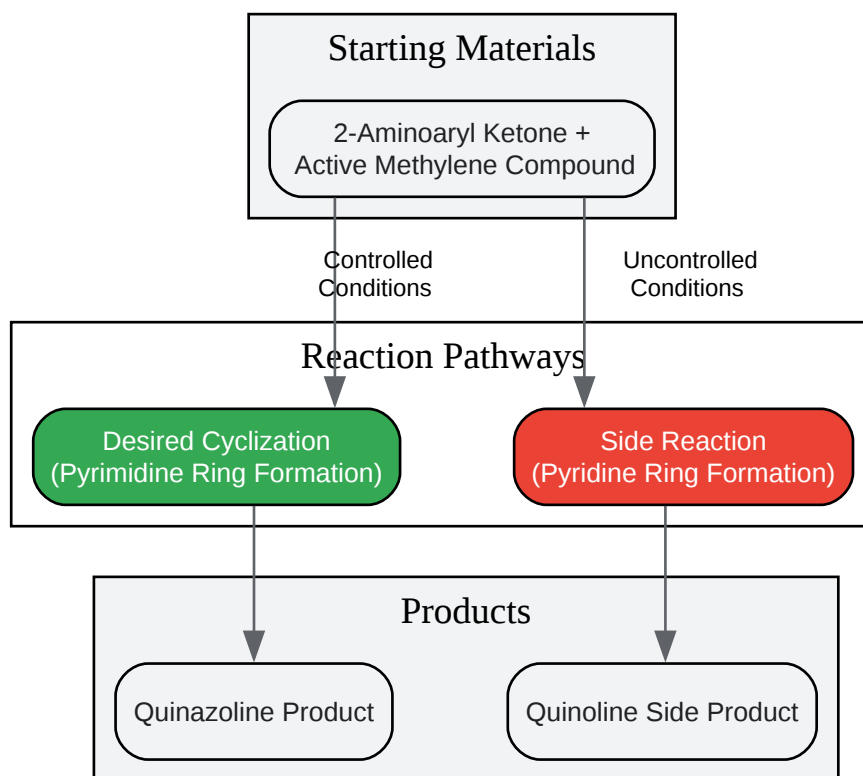 Starting Materials
2-Aminoaryl Ketone +
Active Methylene Compound
Controlled
Conditions
Uncontrolled
Conditions
Reaction Pathways
Desired Cyclization
(Pyrimidine Ring Formation)
Side Reaction
(Pyridine Ring Formation)
Products
Quinazoline Product
Quinoline Side Product